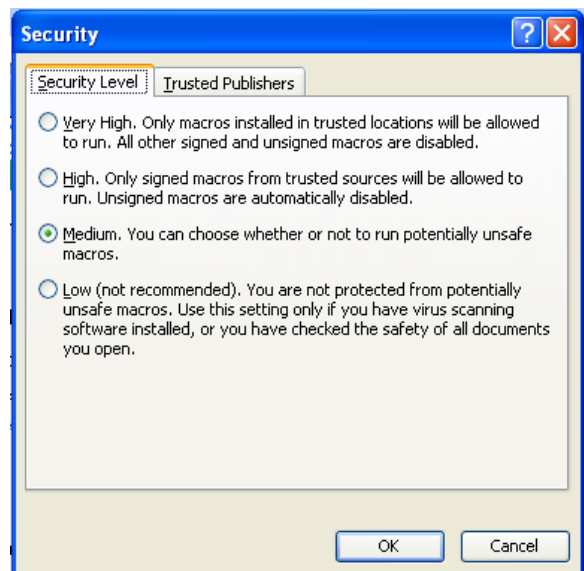 Security
Security Level
Trusted Publishers
Very High. Only macros installed in trusted locations will be allowed
to run. All other signed and unsigned macros are disabled.
High. Only signed macros from trusted sources will be allowed to
run. Unsigned macros are automatically disabled.
Medium. You can choose whether or not to run potentially unsafe
macros.
Low (not recommended). You are not protected from potentially
unsafe macros. Use this setting only if you have virus scanning
software installed, or you have checked the safety of all documents
you open.
OK
Cancel